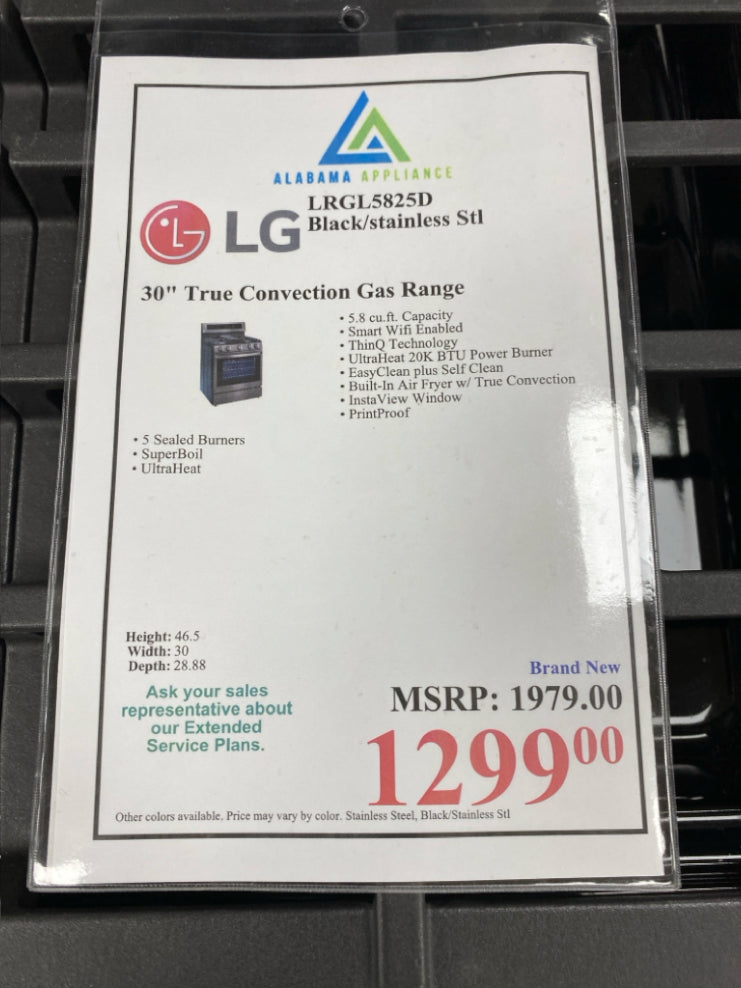 ALABAMA APPLIANCE
LG
LRGL5825D
Black/stainless Stl
30" True Convection Gas Range
• 5.8 cu.ft. Capacity
• Smart Wifi Enabled
• ThinQ Technology
• UltraHeat 20K BTU Power Burner
• EasyClean plus Self Clean
• Built-In Air Fryer w/ True Convection
• InstaView Window
• PrintProof
• 5 Sealed Burners
• SuperBoil
• UltraHeat
Height: 46.5
Width: 30
Depth: 28.88
Ask your sales
representative about
our Extended
Service Plans.
Brand New
MSRP: 1979.00
129900
Other colors available. Price may vary by color. Stainless Steel, Black/Stainless Stl